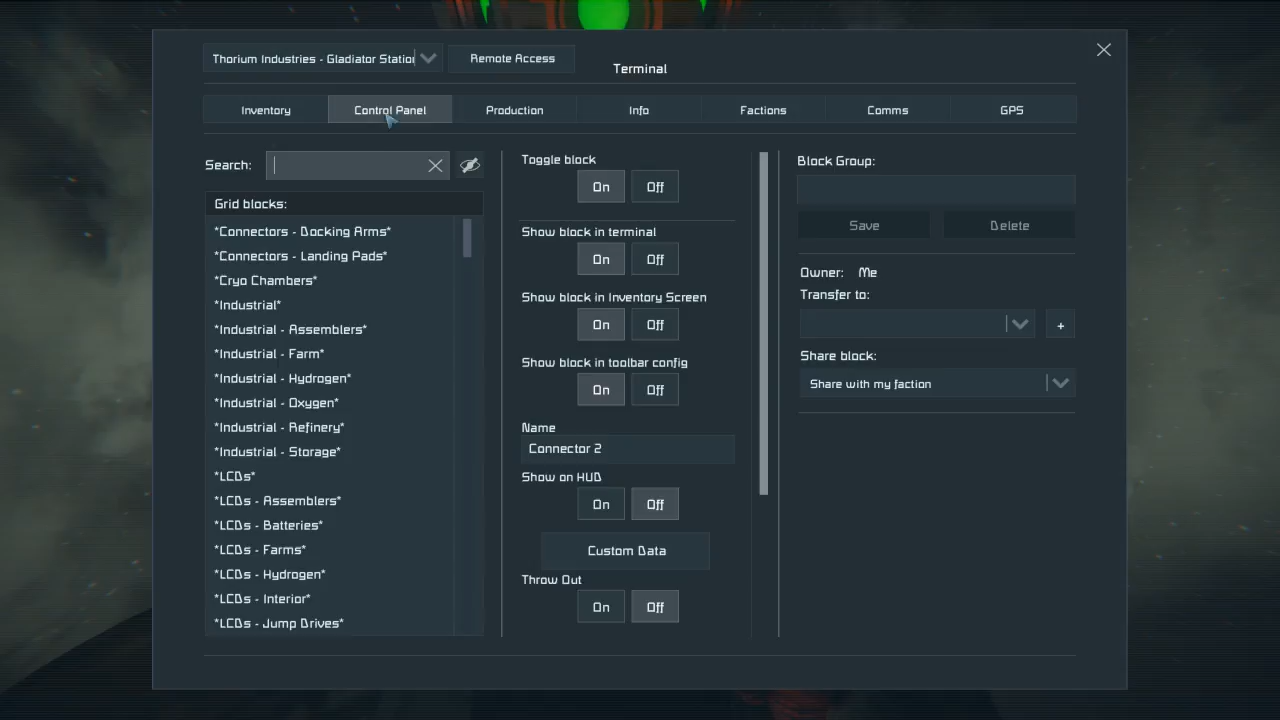 Thorium Industries - Gladiator Station
Remote Access
Terminal
Inventory
Control Panel
Production
Info
Factions
Comms
GPS
Search:
Grid blocks:
*Connectors - Docking Arms*
*Connectors - Landing Pads*
*Cryo Chambers*
*Industrial*
*Industrial - Assemblers*
*Industrial - Farm*
*Industrial - Hydrogen*
*Industrial - Oxygen*
*Industrial - Refinery*
*Industrial - Storage*
*LCDs*
*LCDs - Assemblers*
*LCDs - Batteries*
*LCDs - Farms*
*LCDs - Hydrogen*
*LCDs - Interior*
*LCDs - Jump Drives*
Toggle block
On Off
Show block in terminal
On Off
Show block in Inventory Screen
On Off
Show block in toolbar config
On Off
Name
Connector 2
Show on HUD
On Off
Custom Data
Throw Out
On Off
Block Group:
Save
Delete
Owner: Me
Transfer to:
+
Share block:
Share with my faction